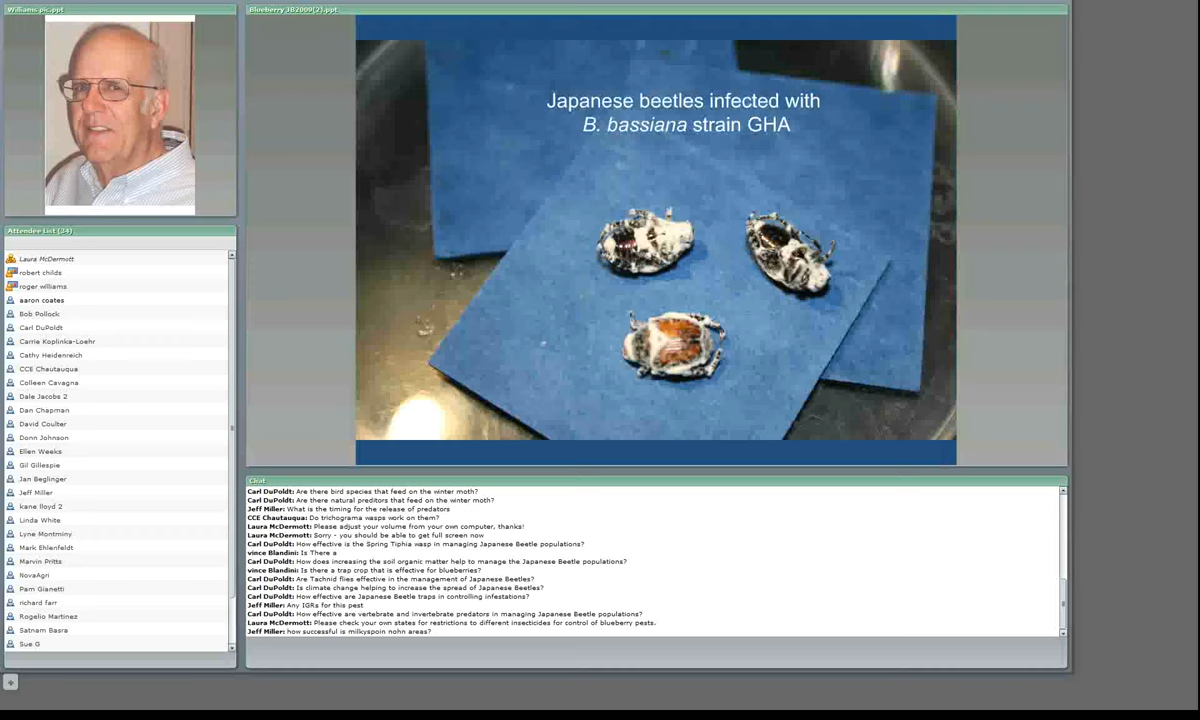 Williams pic.ppt
Blueberry JB2009[2].ppt
Japanese beetles infected with
B. bassiana strain GHA
Attendee List (34)
Laura McDermott
robert childs
roger williams
aaron coates
Bob Pollock
Carl DuPoldt
Carrie Koplinka-Loehr
Cathy Heidenreich
CCE Chautauqua
Colleen Cavagna
Dale Jacobs 2
Dan Chapman
David Coulter
Donn Johnson
Ellen Weeks
Gil Gillespie
Jan Beglinger
Jeff Miller
kane lloyd 2
Linda White
Lyne Montminy
Mark Ehlenfeldt
Marvin Pritts
NovaAgri
Pam Gianetti
richard farr
Rogelio Martinez
Satnam Basra
Sue G
Chat
Carl DuPoldt: Are there bird species that feed on the winter moth?
Carl DuPoldt: Are there natural preditors that feed on the winter moth?
Jeff Miller: What is the timing for the release of predators
CCE Chautauqua: Do trichograma wasps work on them?
Laura McDermott: Please adjust your volume from your own computer, thanks!
Laura McDermott: Sorry - you should be able to get full screen now
Carl DuPoldt: How effective is the Spring Tiphia wasp in managing Japanese Beetle populations?
vince Blandini: Is There a
Carl DuPoldt: How does increasing the soil organic matter help to manage the Japanese Beetle populations?
vince Blandini: Is there a trap crop that is effective for blueberries?
Carl DuPoldt: Are Tachnid flies effective in the management of Japanese Beetles?
Carl DuPoldt: Is climate change helping to increase the spread of Japanese Beetles?
Carl DuPoldt: How effective are Japanese Beetle traps in controlling infestations?
Jeff Miller: Any IGRs for this pest
Carl DuPoldt: How effective are vertebrate and invertebrate predators in managing Japanese Beetle populations?
Laura McDermott: Please check your own states for restrictions to different insecticides for control of blueberry pests.
Jeff Miller: how successful is milkyspoin nohn areas?